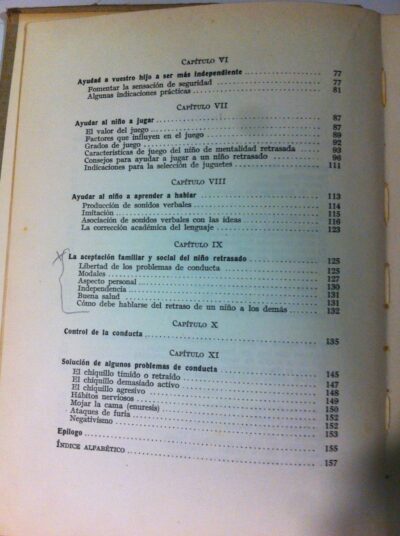 CAPÍTULO VI
Ayudad a vuestro hijo a ser más independiente 77
Fomentar la sensación de seguridad 77
Algunas indicaciones prácticas 81
CAPÍTULO VII
Ayudar al niño a jugar 87
El valor del juego 87
Factores que influyen en el juego 89
Grados de juego 92
Características de juego del niño de mentalidad retrasada 93
Consejos para ayudar a jugar a un niño retrasado 96
Indicaciones para la selección de juguetes 111
CAPÍTULO VIII
Ayudar al niño a aprender a hablar 113
Producción de sonidos verbales 114
Imitación 115
Asociación de sonidos verbales con las ideas 116
La corrección académica del lenguaje 123
CAPÍTULO IX
La aceptación familiar y social del niño retrasado 125
Libertad de los problemas de conducta 125
Modales 127
Aspecto personal 130
Independencia 131
Buena salud 131
Cómo debe hablarse del retraso de un niño a los demás 132
CAPÍTULO X
Control de la conducta 135
CAPÍTULO XI
Solución de algunos problemas de conducta 145
El chiquillo tímido o retraído 145
El chiquillo demasiado activo 147
El chiquillo agresivo 148
Hábitos nerviosos 149
Mojar la cama (enuresis) 150
Ataques de furia 152
Negativismo 152
Epílogo 155
ÍNDICE ALFABÉTICO 157